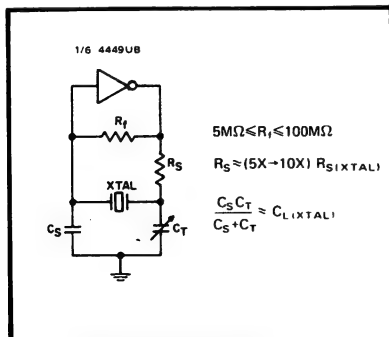 1/6 4449UB
Rf
RS
XTAL
CS
CT
5MΩ≤Rf≤100MΩ
RS≈(5X→10X) RS(XTAL)
CSCT
CS+CT
≈ CL(XTAL)